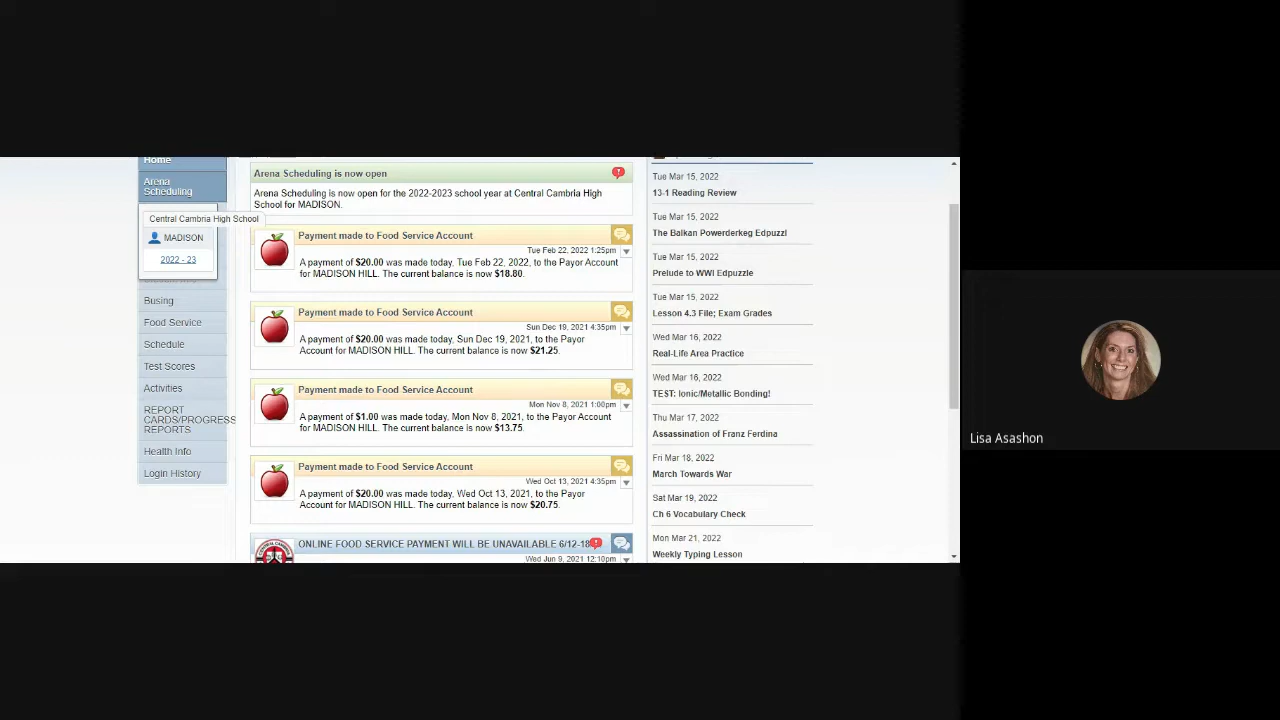 Home
Arena
Scheduling
Central Cambria High School
MADISON
2022 - 23
Busing
Food Service
Schedule
Test Scores
Activities
REPORT
CARDS/PROGRESS
REPORTS
Health Info
Login History
Arena Scheduling is now open
Arena Scheduling is now open for the 2022-2023 school year at Central Cambria High
School for MADISON.
Payment made to Food Service Account
Tue Feb 22, 2022 1:25pm
A payment of $20.00 was made today, Tue Feb 22, 2022, to the Payor Account
for MADISON HILL. The current balance is now $18.80.
Payment made to Food Service Account
Sun Dec 19, 2021 4:35pm
A payment of $20.00 was made today, Sun Dec 19, 2021, to the Payor
Account for MADISON HILL. The current balance is now $21.25.
Payment made to Food Service Account
Mon Nov 8, 2021 1:00pm
A payment of $1.00 was made today, Mon Nov 8, 2021, to the Payor Account
for MADISON HILL. The current balance is now $13.75.
Payment made to Food Service Account
Wed Oct 13, 2021 4:35pm
A payment of $20.00 was made today, Wed Oct 13, 2021, to the Payor
Account for MADISON HILL. The current balance is now $20.75.
ONLINE FOOD SERVICE PAYMENT WILL BE UNAVAILABLE 6/12-18
Wed Jun 9, 2021 12:10pm
Tue Mar 15, 2022
13-1 Reading Review
Tue Mar 15, 2022
The Balkan Powerderkeg Edpuzzl
Tue Mar 15, 2022
Prelude to WWI Edpuzzle
Tue Mar 15, 2022
Lesson 4.3 File; Exam Grades
Wed Mar 16, 2022
Real-Life Area Practice
Wed Mar 16, 2022
TEST: Ionic/Metallic Bonding!
Thu Mar 17, 2022
Assassination of Franz Ferdina
Fri Mar 18, 2022
March Towards War
Sat Mar 19, 2022
Ch 6 Vocabulary Check
Mon Mar 21, 2022
Weekly Typing Lesson
Lisa Asashon